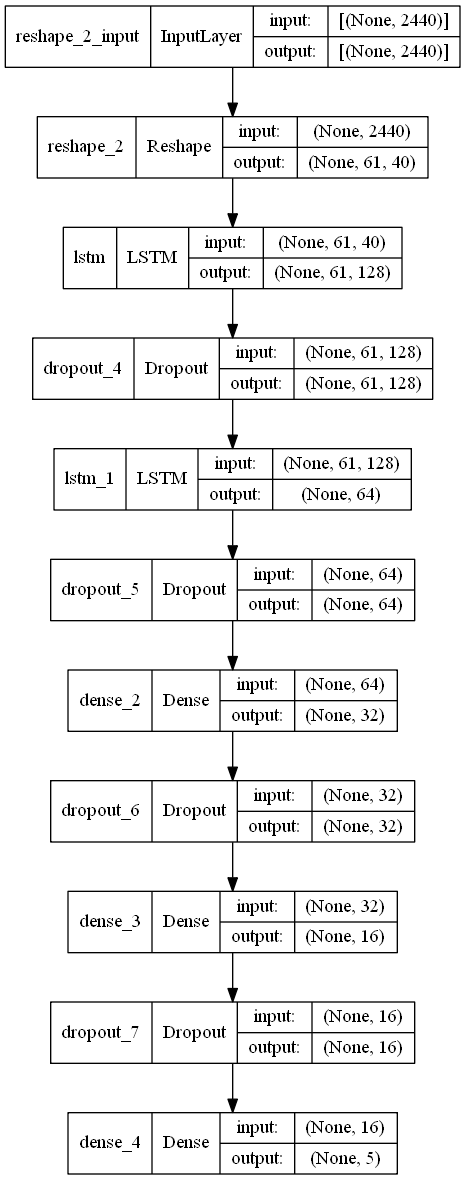 reshape_2_input InputLayer input: [(None, 2440)]
output: [(None, 2440)]
reshape_2 Reshape input: (None, 2440)
output: (None, 61, 40)
lstm LSTM input: (None, 61, 40)
output: (None, 61, 128)
dropout_4 Dropout input: (None, 61, 128)
output: (None, 61, 128)
lstm_1 LSTM input: (None, 61, 128)
output: (None, 64)
dropout_5 Dropout input: (None, 64)
output: (None, 64)
dense_2 Dense input: (None, 64)
output: (None, 32)
dropout_6 Dropout input: (None, 32)
output: (None, 32)
dense_3 Dense input: (None, 32)
output: (None, 16)
dropout_7 Dropout input: (None, 16)
output: (None, 16)
dense_4 Dense input: (None, 16)
output: (None, 5)